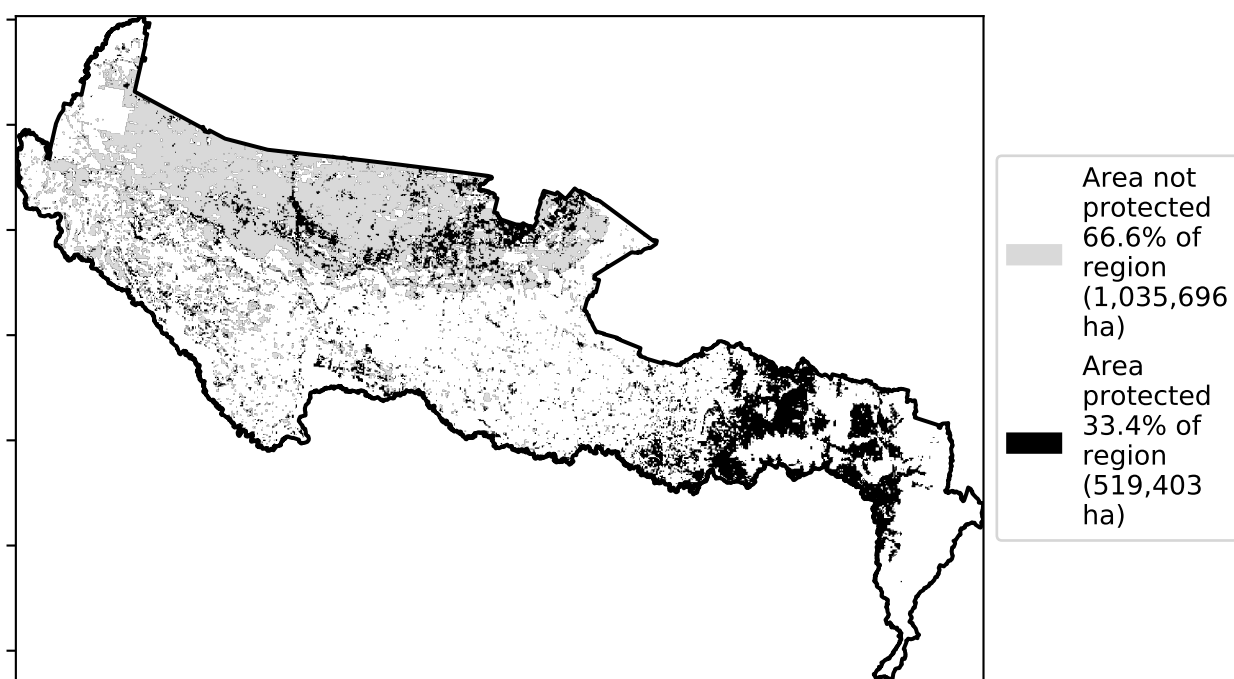 Area not
protected
66.6% of
region
(1,035,696
ha)
Area
protected
33.4% of
region
(519,403
ha)